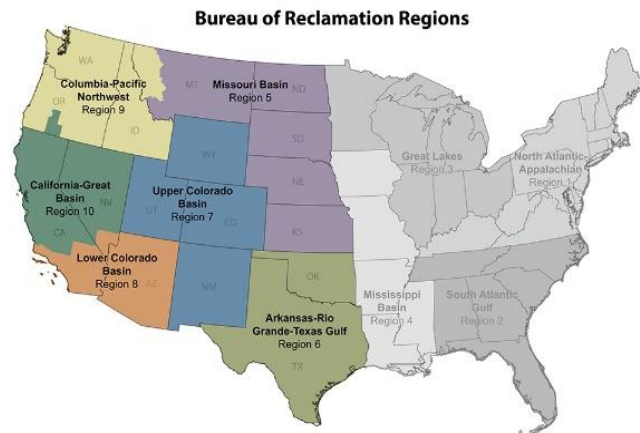 Bureau of Reclamation Regions
WA
Columbia-Pacific
Northwest
Region 9
OR
ID
MT
Missouri Basin
Region 5
ND
SD
NE
KS
WY
Upper Colorado
Basin
Region 7
UT
CO
NM
California-Great
Basin
Region 10
NV
CA
Lower Colorado
Basin
Region 8
AZ
OK
Arkansas-Rio
Grande-Texas Gulf
Region 6
TX
Great Lakes
Region 3
North Atlantic-
Appalachian
Region 1
Mississippi
Basin
Region 4
South Atlantic
Gulf
Region 2